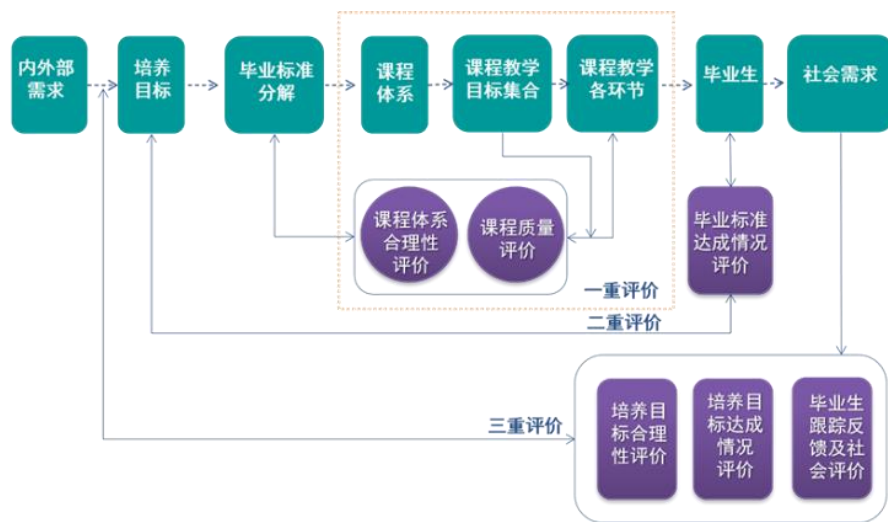 内外部
需求
培养
目标
毕业标准
分解
课程
体系
课程教学
目标集合
课程教学
各环节
毕业生
社会需求
课程体系
合理性
评价
课程质量
评价
毕业标准
达成情况
评价
一重评价
二重评价
三重评价
培养目
标合理
性评价
培养目
标达成
情况
评价
毕业生
跟踪反
馈及社
会评价